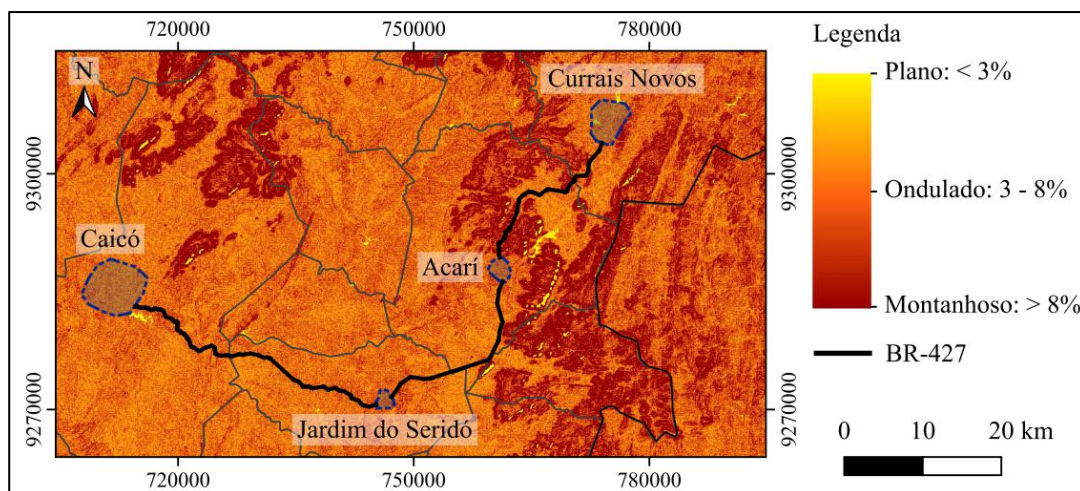 720000
750000
780000
Legenda
N
Currais Novos
Plano: < 3%
9300000
9300000
Ondulado: 3 - 8%
Caicó
Acarí
Montanhoso: > 8%
BR-427
9270000
9270000
Jardim do Seridó
0
10
20 km
720000
750000
780000